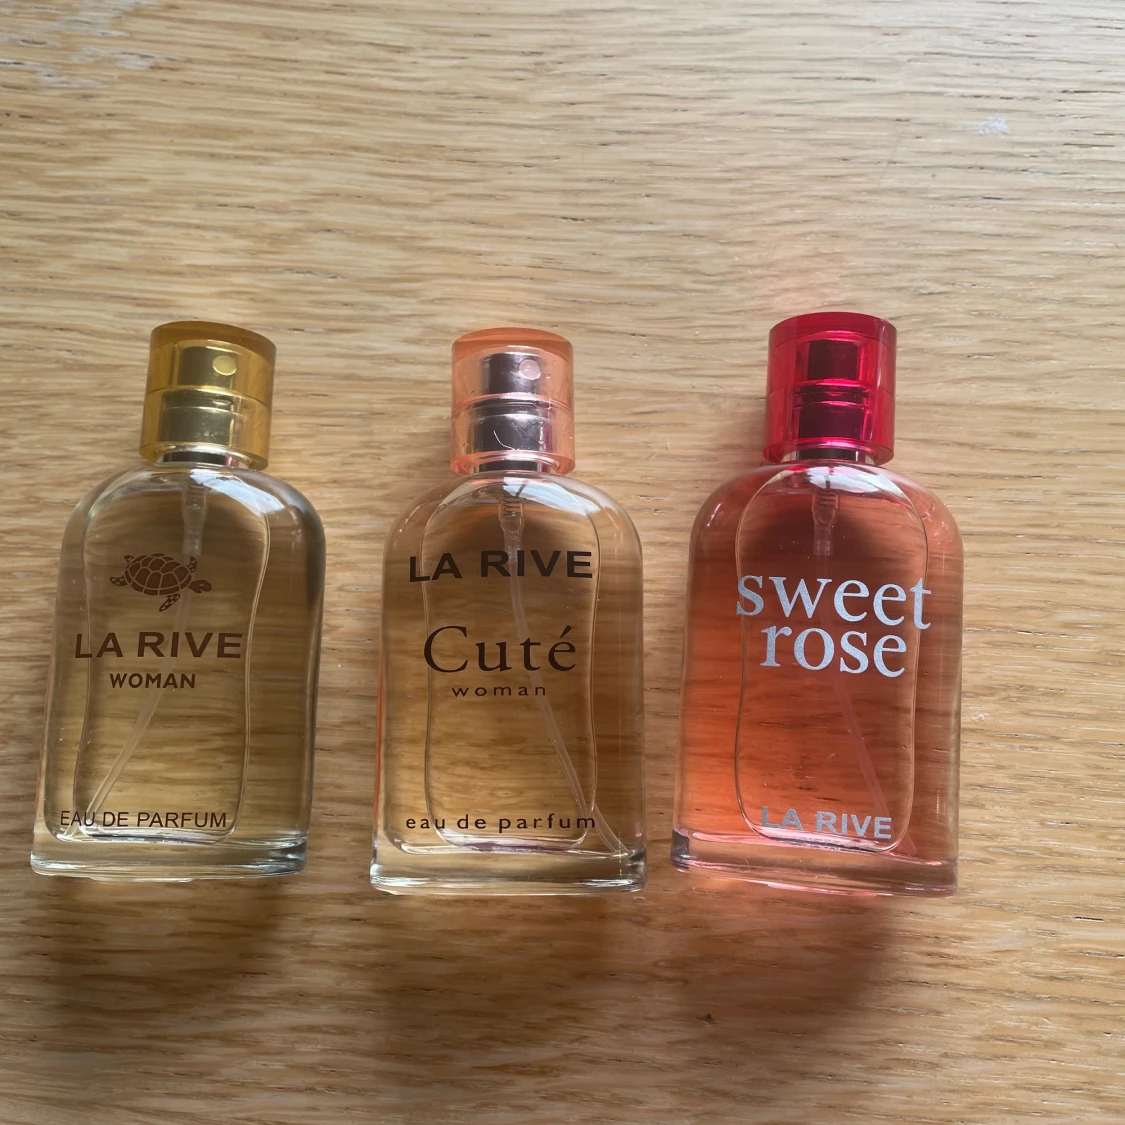 LA RIVE
WOMAN
EAU DE PARFUM
LA RIVE
Cuté
woman
eau de parfum
sweet
rose
LA RIVE